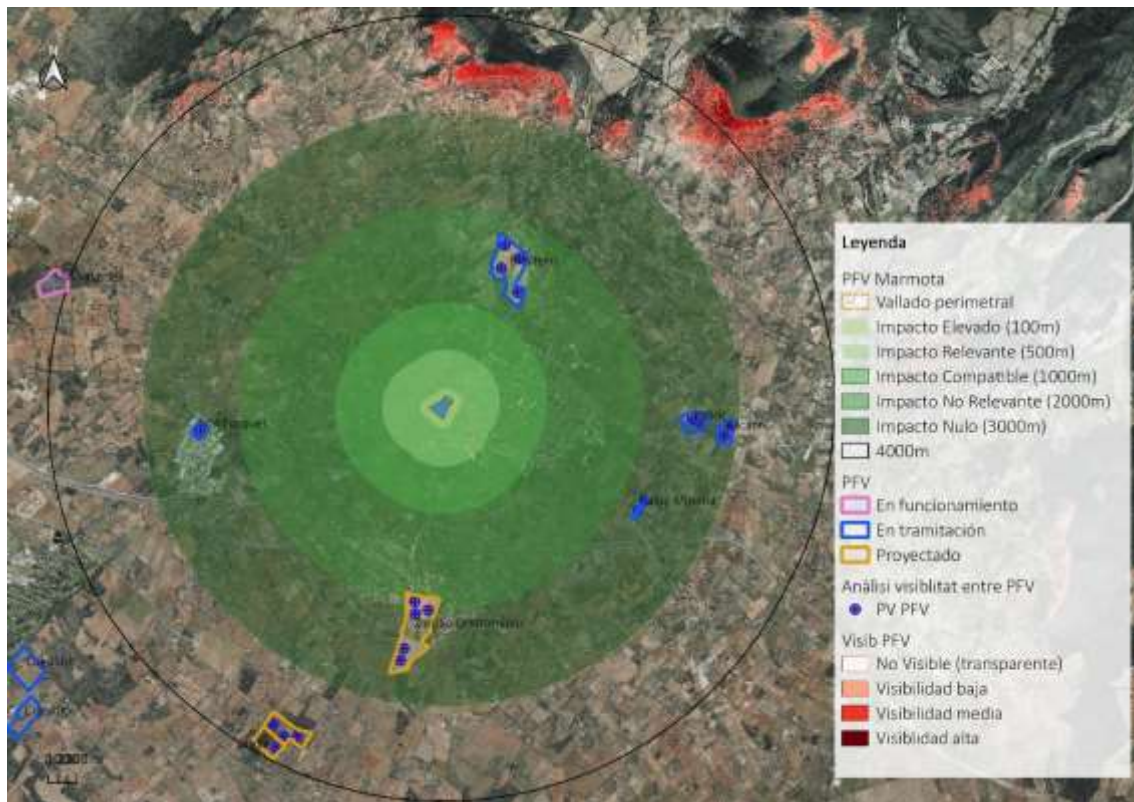 N
Leyenda
PFV Marmota
Vallado perimetral
Impacto Elevado (100m)
Impacto Relevante (500m)
Impacto Compatible (1000m)
Impacto No Relevante (2000m)
Impacto Nulo (3000m)
4000m
PFV
En funcionamiento
En tramitación
Proyectado
Análisi visiblitat entre PFV
PV PFV
Visib PFV
No Visible (transparente)
Visibilidad baja
Visibilidad media
Visiblidad alta